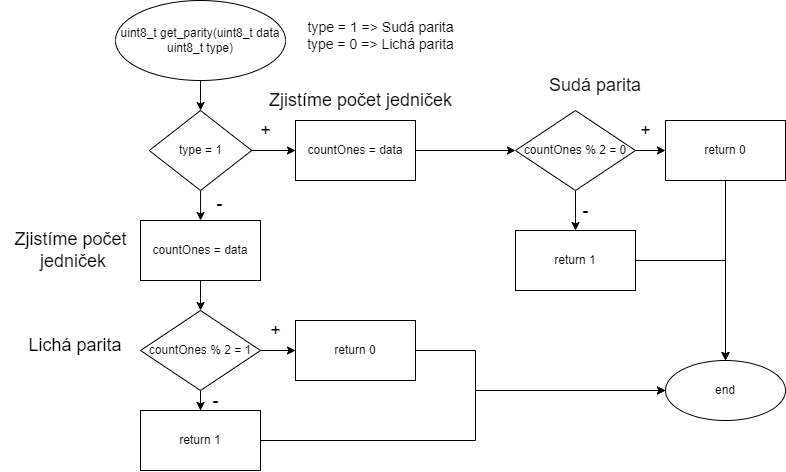 uint8_t get_parity(uint8_t data
uint8_t type)
type = 1 => Sudá parita
type = 0 => Lichá parita
Zjistíme počet jedniček
Sudá parita
type = 1
+
countOnes = data
countOnes % 2 = 0
+
return 0
-
-
Zjistíme počet
jedniček
countOnes = data
return 1
Lichá parita
countOnes % 2 = 1
+
return 0
-
end
return 1